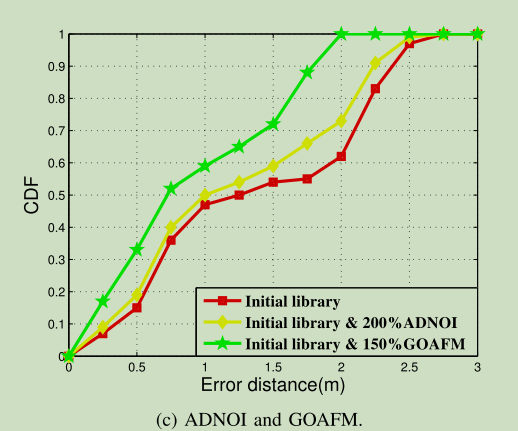 1
0.9
0.8
0.7
0.6
0.5
0.4
0.3
0.2
0.1
0
CDF
Initial library
Initial library & 200%ADNOI
Initial library & 150%GOAFM
0 0.5 1 1.5 2 2.5 3
Error distance(m)
(c) ADNOI and GOAFM.